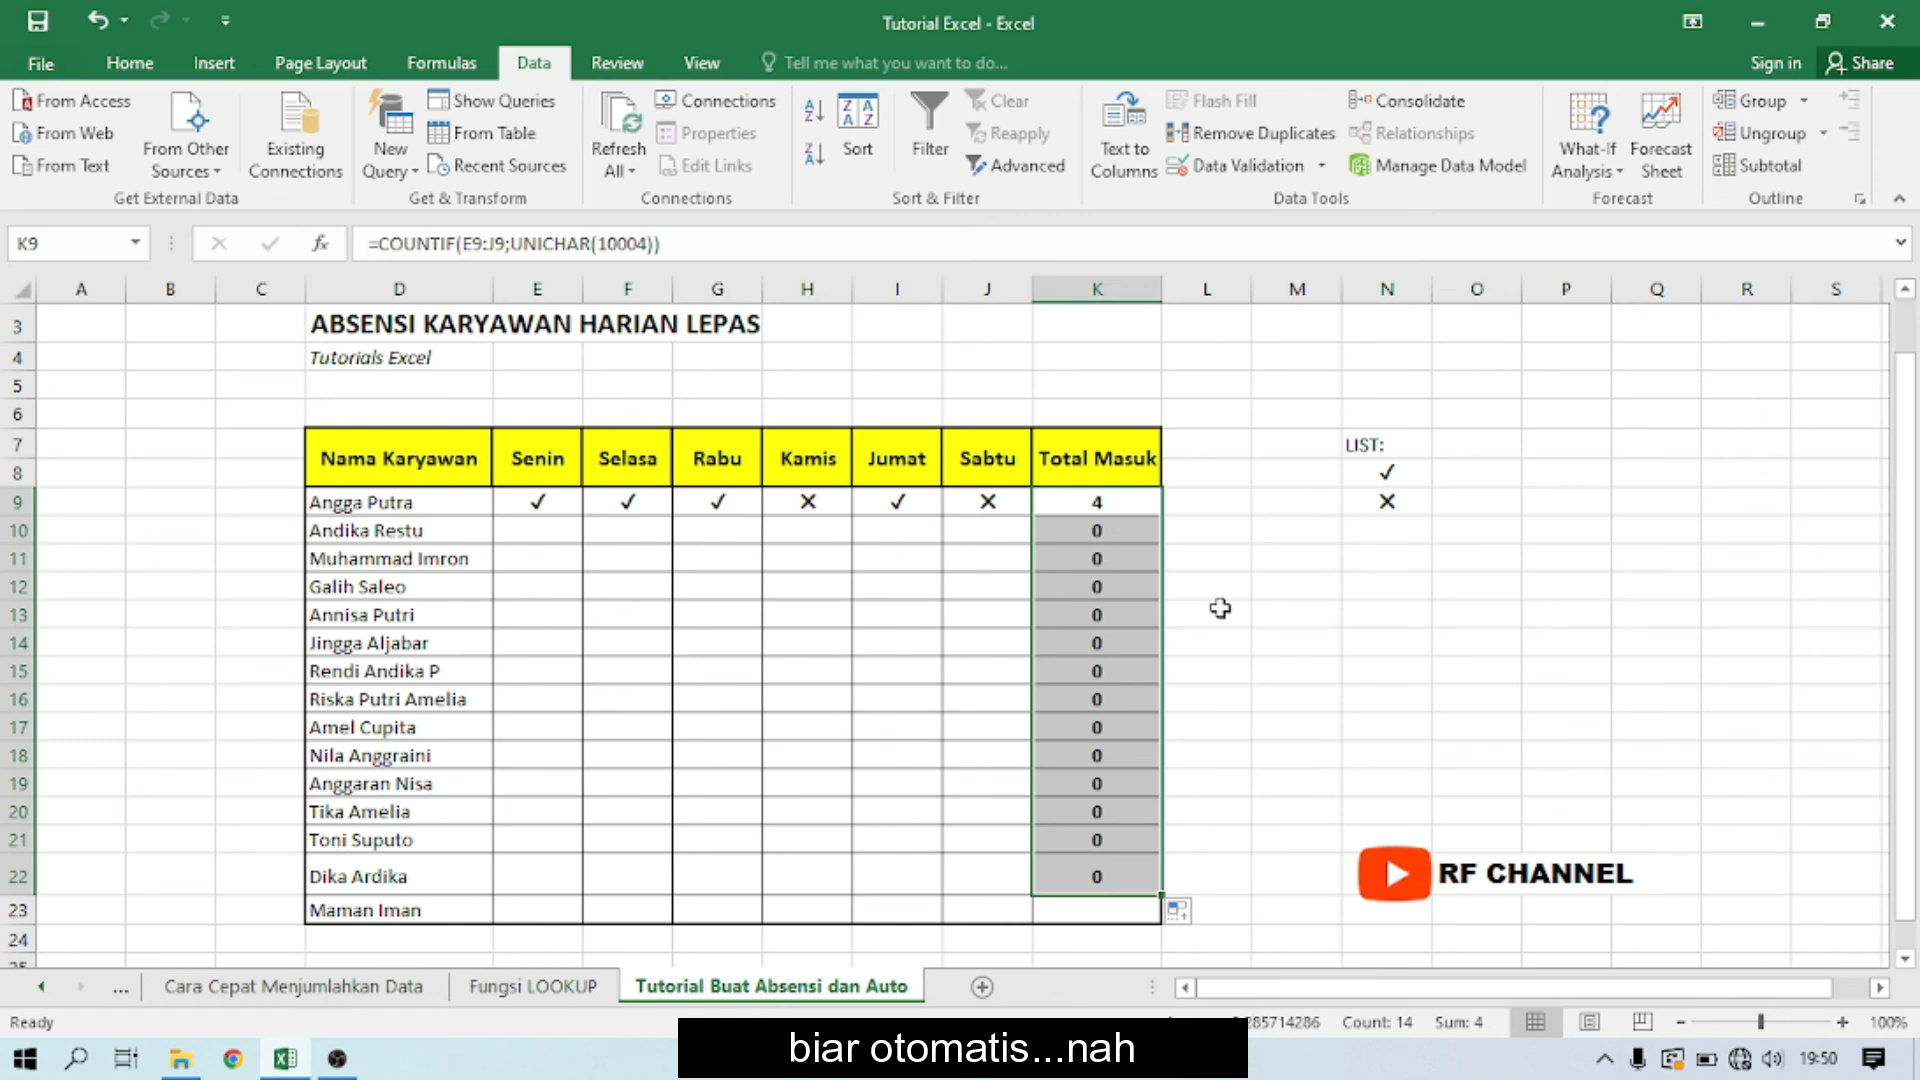 Tutorial Excel - Excel
File Home Insert Page Layout Formulas Data Review View Tell me what you want to do... Sign in Share
From Access
From Web
From Text
From Other Sources
Existing Connections
Get External Data
New Query
Show Queries
From Table
Recent Sources
Get & Transform
Refresh All
Connections
Properties
Edit Links
Connections
Sort
Filter
Clear
Reapply
Advanced
Sort & Filter
Text to Columns
Flash Fill
Remove Duplicates
Data Validation
Consolidate
Relationships
Manage Data Model
Data Tools
What-If Analysis
Forecast Sheet
Forecast
Group
Ungroup
Subtotal
Outline
K9 fx =COUNTIF(E9:J9;UNICHAR(10004))
A B C D E F G H I J K L M N O P Q R S
3 ABSENSI KARYAWAN HARIAN LEPAS
4 Tutorials Excel
5
6
7 LIST:
Nama Karyawan Senin Selasa Rabu Kamis Jumat Sabtu Total Masuk
8 ✓
9 Angga Putra ✓ ✓ ✓ ✕ ✓ ✕ 4 ✕
10 Andika Restu 0
11 Muhammad Imron 0
12 Galih Saleo 0
13 Annisa Putri 0
14 Jingga Aljabar 0
15 Rendi Andika P 0
16 Riska Putri Amelia 0
17 Amel Cupita 0
18 Nila Anggraini 0
19 Anggaran Nisa 0
20 Tika Amelia 0
21 Toni Suputo 0
22 Dika Ardika 0
RF CHANNEL
23 Maman Iman
24
... Cara Cepat Menjumlahkan Data Fungsi LOOKUP Tutorial Buat Absensi dan Auto
Ready 285714286 Count: 14 Sum: 4 100%
biar otomatis...nah
19:50